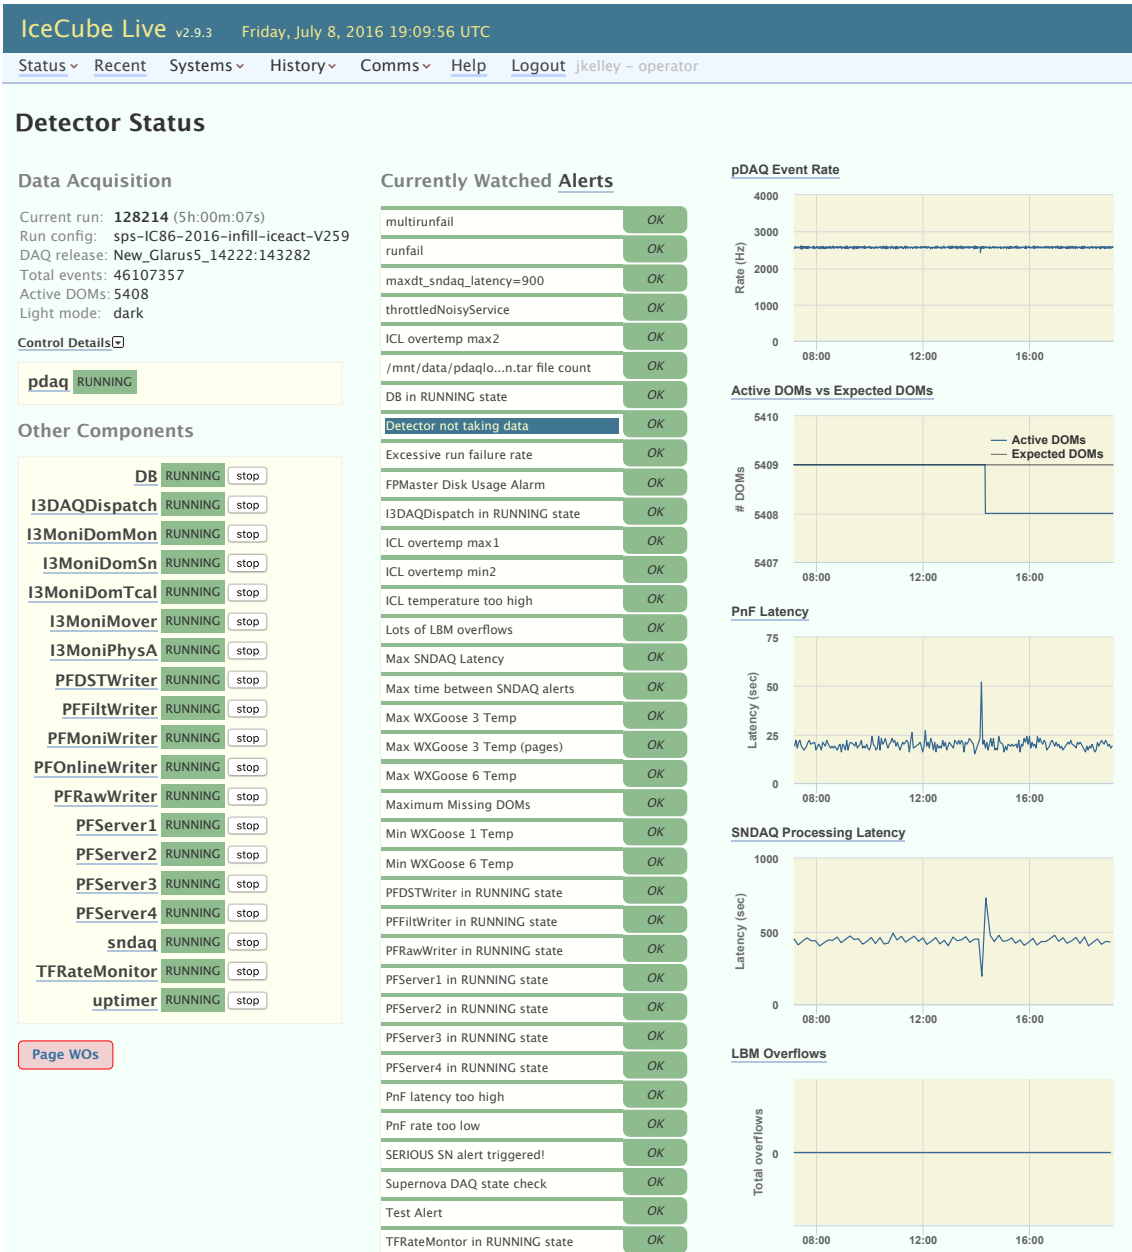 IceCube Live v2.9.3 Friday, July 8, 2016 19:09:56 UTC
Status Recent Systems History Comms Help Logout jkelley – operator
Detector Status
Data Acquisition
Current run: 128214 (5h:00m:07s)
Run config: sps-IC86-2016-infill-iceact-V259
DAQ release: New_Glarus5_14222:143282
Total events: 46107357
Active DOMs: 5408
Light mode: dark
Control Details
pdaq RUNNING
Other Components
DB RUNNING stop
I3DAQDispatch RUNNING stop
I3MoniDomMon RUNNING stop
I3MoniDomSn RUNNING stop
I3MoniDomTcal RUNNING stop
I3MoniMover RUNNING stop
I3MoniPhysA RUNNING stop
PFDSTWriter RUNNING stop
PFFiltWriter RUNNING stop
PFMoniWriter RUNNING stop
PFOnlineWriter RUNNING stop
PFRawWriter RUNNING stop
PFServer1 RUNNING stop
PFServer2 RUNNING stop
PFServer3 RUNNING stop
PFServer4 RUNNING stop
sndaq RUNNING stop
TFRateMonitor RUNNING stop
uptimer RUNNING stop
Page WOs
Currently Watched Alerts
multirunfail OK
runfail OK
maxdt_sndaq_latency=900 OK
throttledNoisyService OK
ICL overtemp max2 OK
/mnt/data/pdaqlo...n.tar file count OK
DB in RUNNING state OK
Detector not taking data OK
Excessive run failure rate OK
FPMaster Disk Usage Alarm OK
I3DAQDispatch in RUNNING state OK
ICL overtemp max1 OK
ICL overtemp min2 OK
ICL temperature too high OK
Lots of LBM overflows OK
Max SNDAQ Latency OK
Max time between SNDAQ alerts OK
Max WXGoose 3 Temp OK
Max WXGoose 3 Temp (pages) OK
Max WXGoose 6 Temp OK
Maximum Missing DOMs OK
Min WXGoose 1 Temp OK
Min WXGoose 6 Temp OK
PFDSTWriter in RUNNING state OK
PFFiltWriter in RUNNING state OK
PFRawWriter in RUNNING state OK
PFServer1 in RUNNING state OK
PFServer2 in RUNNING state OK
PFServer3 in RUNNING state OK
PFServer4 in RUNNING state OK
PnF latency too high OK
PnF rate too low OK
SERIOUS SN alert triggered! OK
Supernova DAQ state check OK
Test Alert OK
TFRateMontor in RUNNING state OK
pDAQ Event Rate
Rate (Hz)
4000
3000
2000
1000
0
08:00 12:00 16:00
Active DOMs vs Expected DOMs
# DOMs
5410
5409
5408
5407
Active DOMs
Expected DOMs
08:00 12:00 16:00
PnF Latency
Latency (sec)
75
50
25
0
08:00 12:00 16:00
SNDAQ Processing Latency
Latency (sec)
1000
500
0
08:00 12:00 16:00
LBM Overflows
Total overflows
0
08:00 12:00 16:00